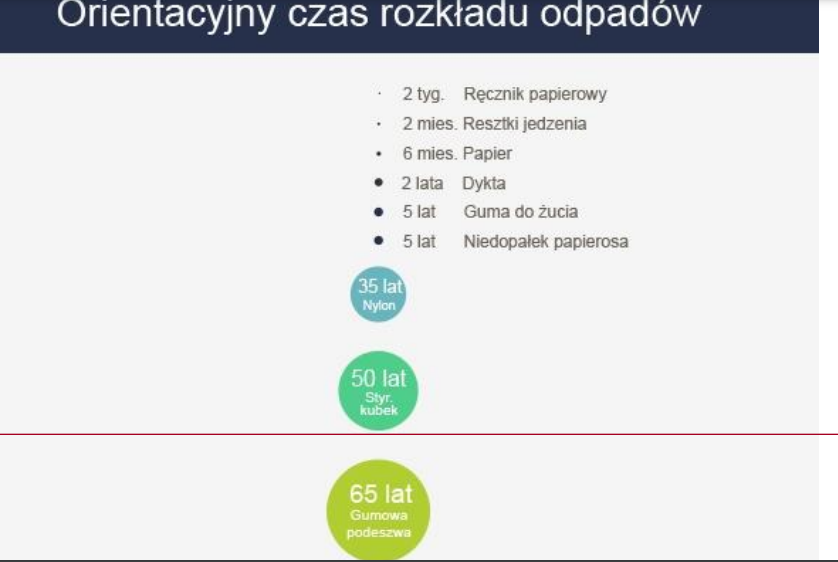 Orientacyjny czas rozkładu odpadów
2 tyg. Ręcznik papierowy
2 mies. Resztki jedzenia
6 mies. Papier
2 lata Dykta
5 lat Guma do żucia
5 lat Niedopałek papierosa
35 lat
Nylon
50 lat
Styr.
kubek
65 lat
Gumowa
podeszwa